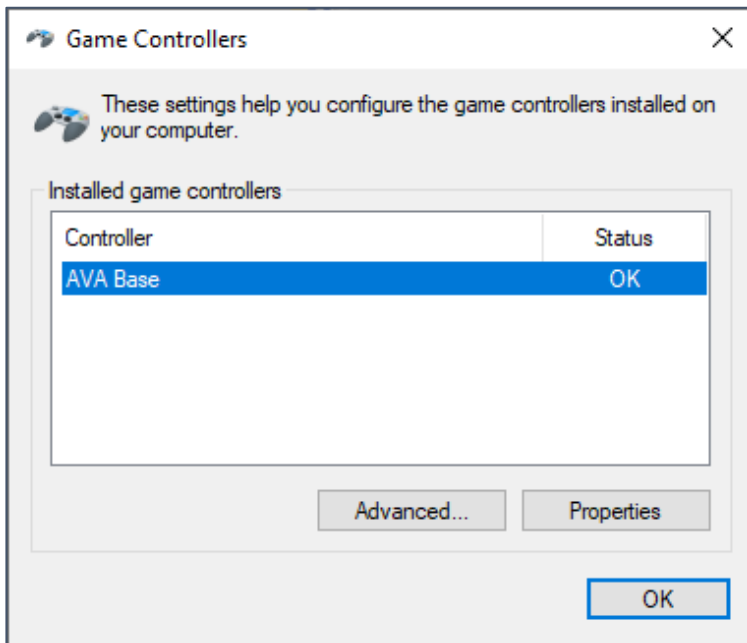 Game Controllers
These settings help you configure the game controllers installed on
your computer.
Installed game controllers
Controller Status
AVA Base OK
Advanced... Properties
OK